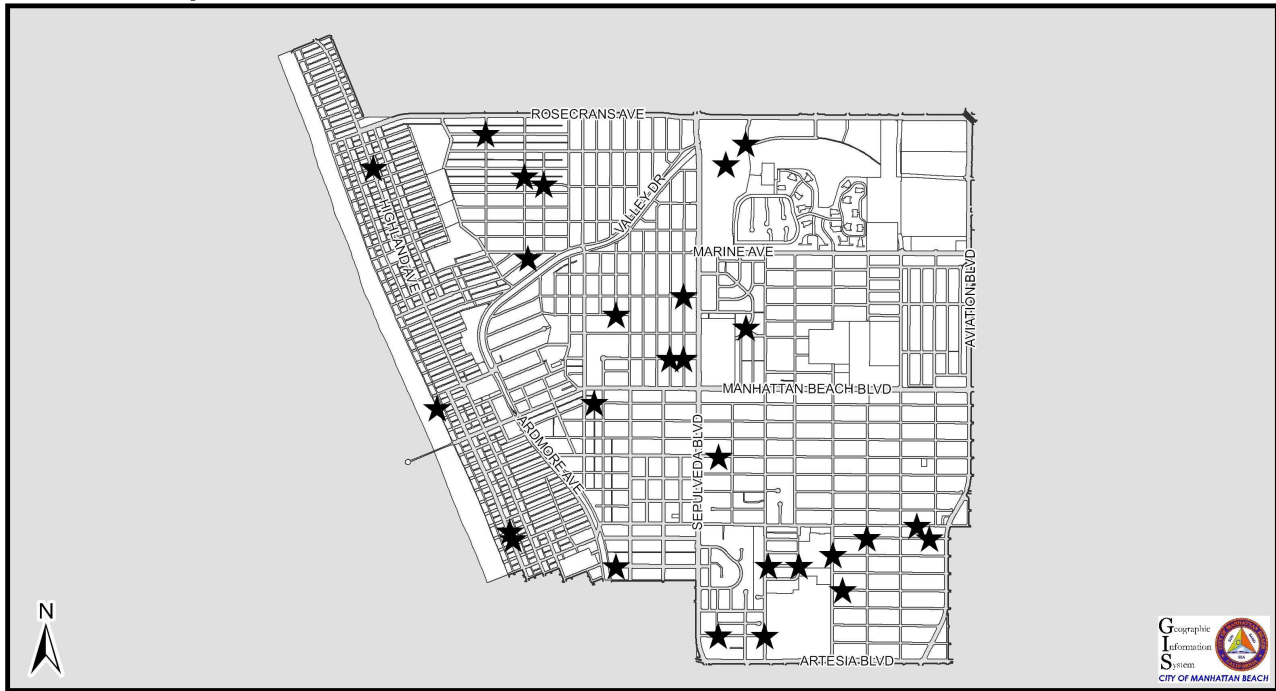 ROSECRANS AVE
HIGHLAND AVE
VALLEY DR
MARINE AVE
AVIATION BLVD
MANHATTAN BEACH BLVD
ARDMORE AVE
SEPULVEDA BLVD
ARTESIA BLVD
N
Geographic
Information
System
CITY OF MANHATTAN BEACH